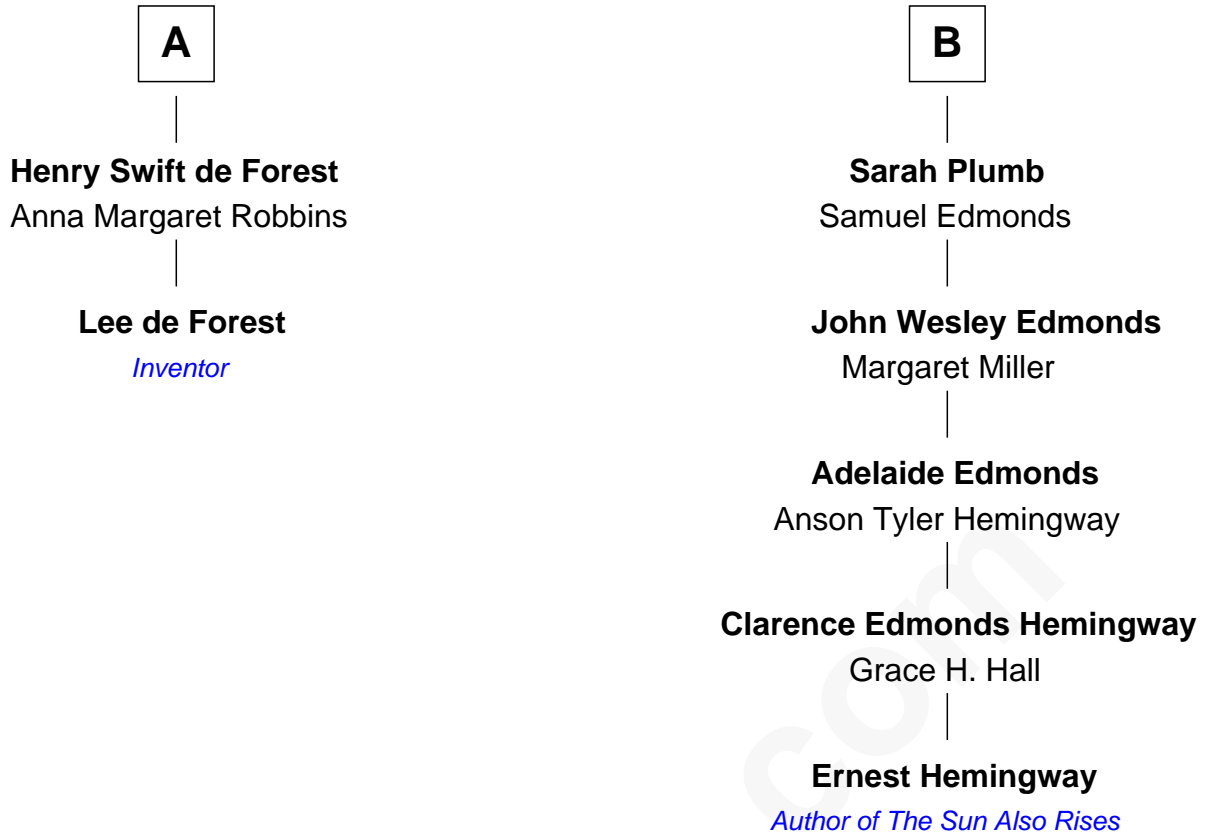 A
Henry Swift de Forest
Anna Margaret Robbins
Lee de Forest
Inventor
B
Sarah Plumb
Samuel Edmonds
John Wesley Edmonds
Margaret Miller
Adelaide Edmonds
Anson Tyler Hemingway
Clarence Edmonds Hemingway
Grace H. Hall
Ernest Hemingway
Author of The Sun Also Rises
com